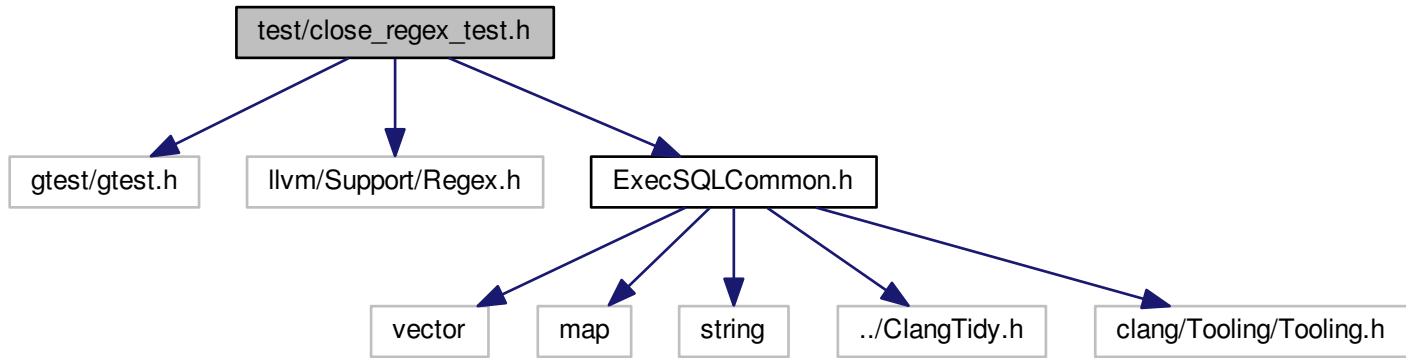 test/close_regex_test.h
gtest/gtest.h
llvm/Support/Regex.h
ExecSQLCommon.h
vector
map
string
../ClangTidy.h
clang/Tooling/Tooling.h